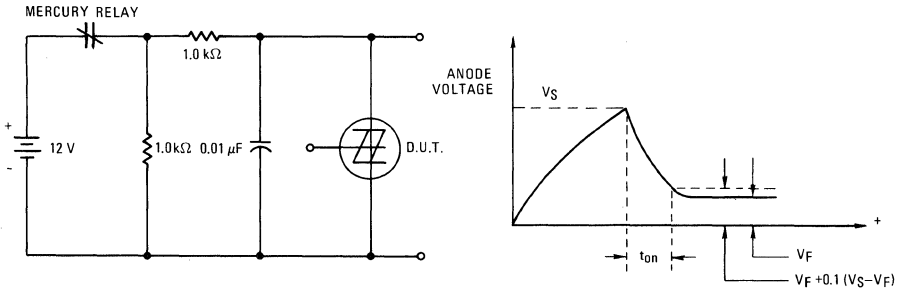 MERCURY RELAY
1.0 kΩ
+
12 V
-
1.0kΩ
0.01 µF
D.U.T.
ANODE
VOLTAGE
VS
+
ton
VF
VF +0.1 (VS–VF)